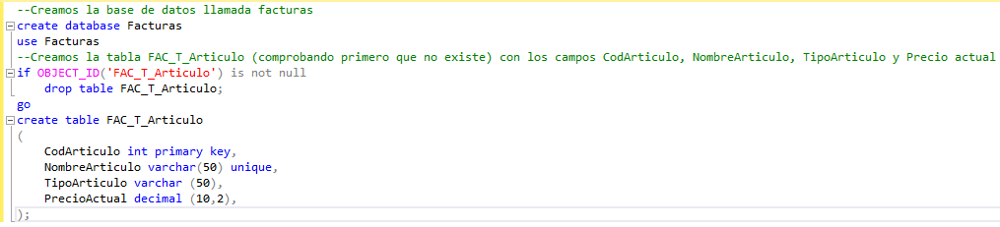 --Creamos la base de datos llamada facturas
create database Facturas
use Facturas
--Creamos la tabla FAC_T_Articulo (comprobando primero que no existe) con los campos CodArticulo, NombreArticulo, TipoArticulo y Precio actual
if OBJECT_ID('FAC_T_Articulo') is not null
    drop table FAC_T_Articulo;
go
create table FAC_T_Articulo
(
    CodArticulo int primary key,
    NombreArticulo varchar(50) unique,
    TipoArticulo varchar (50),
    PrecioActual decimal (10,2),
);